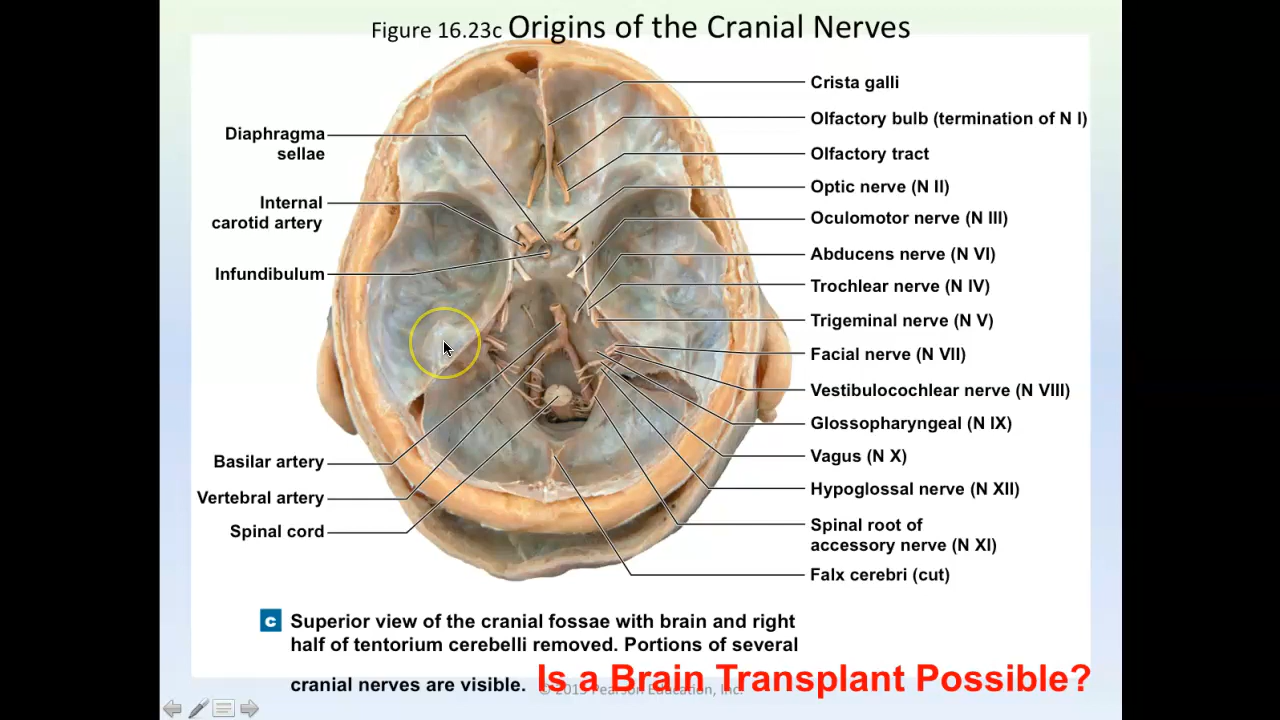 Figure 16.23c Origins of the Cranial Nerves
Diaphragma
sellae
Internal
carotid artery
Infundibulum
Basilar artery
Vertebral artery
Spinal cord
Crista galli
Olfactory bulb (termination of N I)
Olfactory tract
Optic nerve (N II)
Oculomotor nerve (N III)
Abducens nerve (N VI)
Trochlear nerve (N IV)
Trigeminal nerve (N V)
Facial nerve (N VII)
Vestibulocochlear nerve (N VIII)
Glossopharyngeal (N IX)
Vagus (N X)
Hypoglossal nerve (N XII)
Spinal root of
accessory nerve (N XI)
Falx cerebri (cut)
c Superior view of the cranial fossae with brain and right
half of tentorium cerebelli removed. Portions of several
cranial nerves are visible.
Is a Brain Transplant Possible?
Pearson Education, Inc.